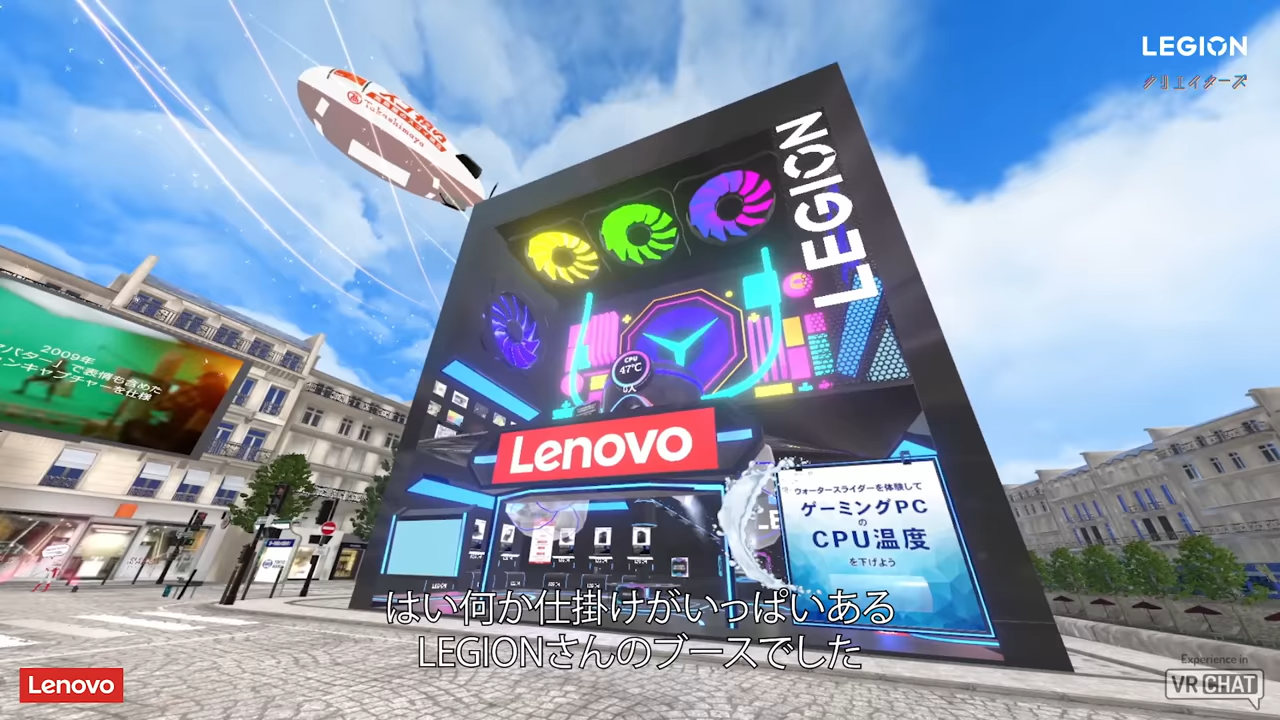 LEGION
クリエイターズ
Takashimaya
LEGION
2009年
CPU
47℃
Lenovo
ウォータースライダーを体験して
ゲーミングPC
の
CPU温度
を下げよう
はい何か仕掛けがいっぱいある
LEGIONさんのブースでした
Lenovo
Experience in
VRCHAT